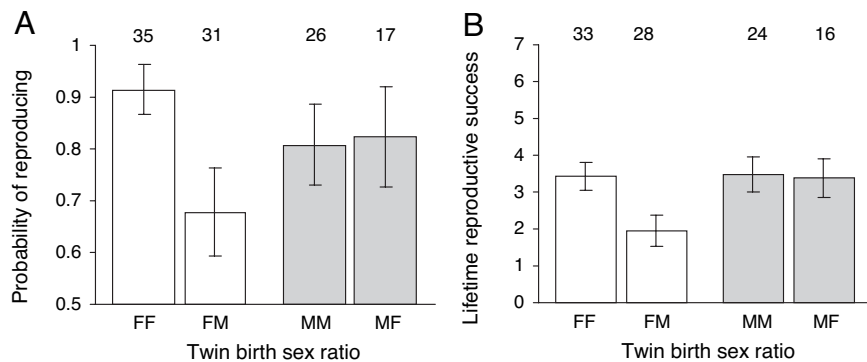 A
35 31 26 17
Probability of reproducing
1
0.9
0.8
0.7
0.6
0.5
FF FM MM MF
Twin birth sex ratio
B
33 28 24 16
Lifetime reproductive success
7
6
5
4
3
2
1
0
FF FM MM MF
Twin birth sex ratio